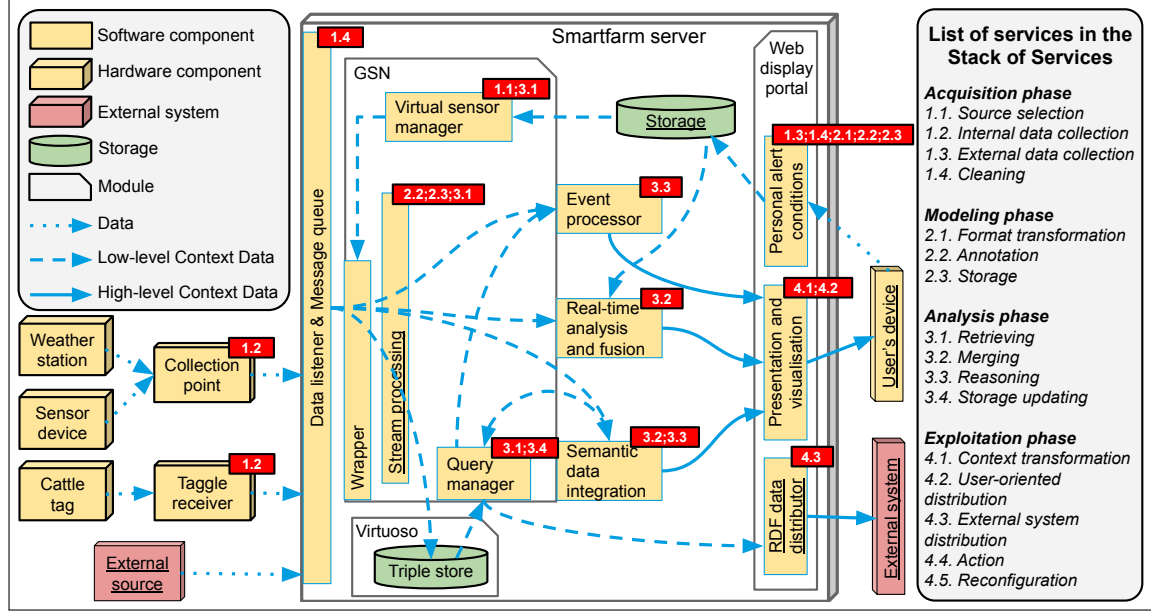 Software component
Hardware component
External system
Storage
Module
Data
Low-level Context Data
High-level Context Data
Weather
station
Sensor
device
Cattle
tag
1.2
Collection
point
1.2
Taggle
receiver
External
source
Smartfarm server
1.4
Data listener & Message queue
GSN
1.1;3.1
Virtual sensor
manager
Wrapper
2.2;2.3;3.1
Stream processing
Storage
3.3
Event
processor
3.2
Real-time
analysis
and fusion
3.1;3.4
Query
manager
3.2;3.3
Semantic
data
integration
Virtuoso
Triple store
Web
display
portal
1.3;1.4;2.1;2.2;2.3
Personal alert
conditions
4.1;4.2
Presentation and
visualisation
4.3
RDF data
distributor
User's device
External system
List of services in the
Stack of Services
Acquisition phase
1.1. Source selection
1.2. Internal data collection
1.3. External data collection
1.4. Cleaning
Modeling phase
2.1. Format transformation
2.2. Annotation
2.3. Storage
Analysis phase
3.1. Retrieving
3.2. Merging
3.3. Reasoning
3.4. Storage updating
Exploitation phase
4.1. Context transformation
4.2. User-oriented
distribution
4.3. External system
distribution
4.4. Action
4.5. Reconfiguration